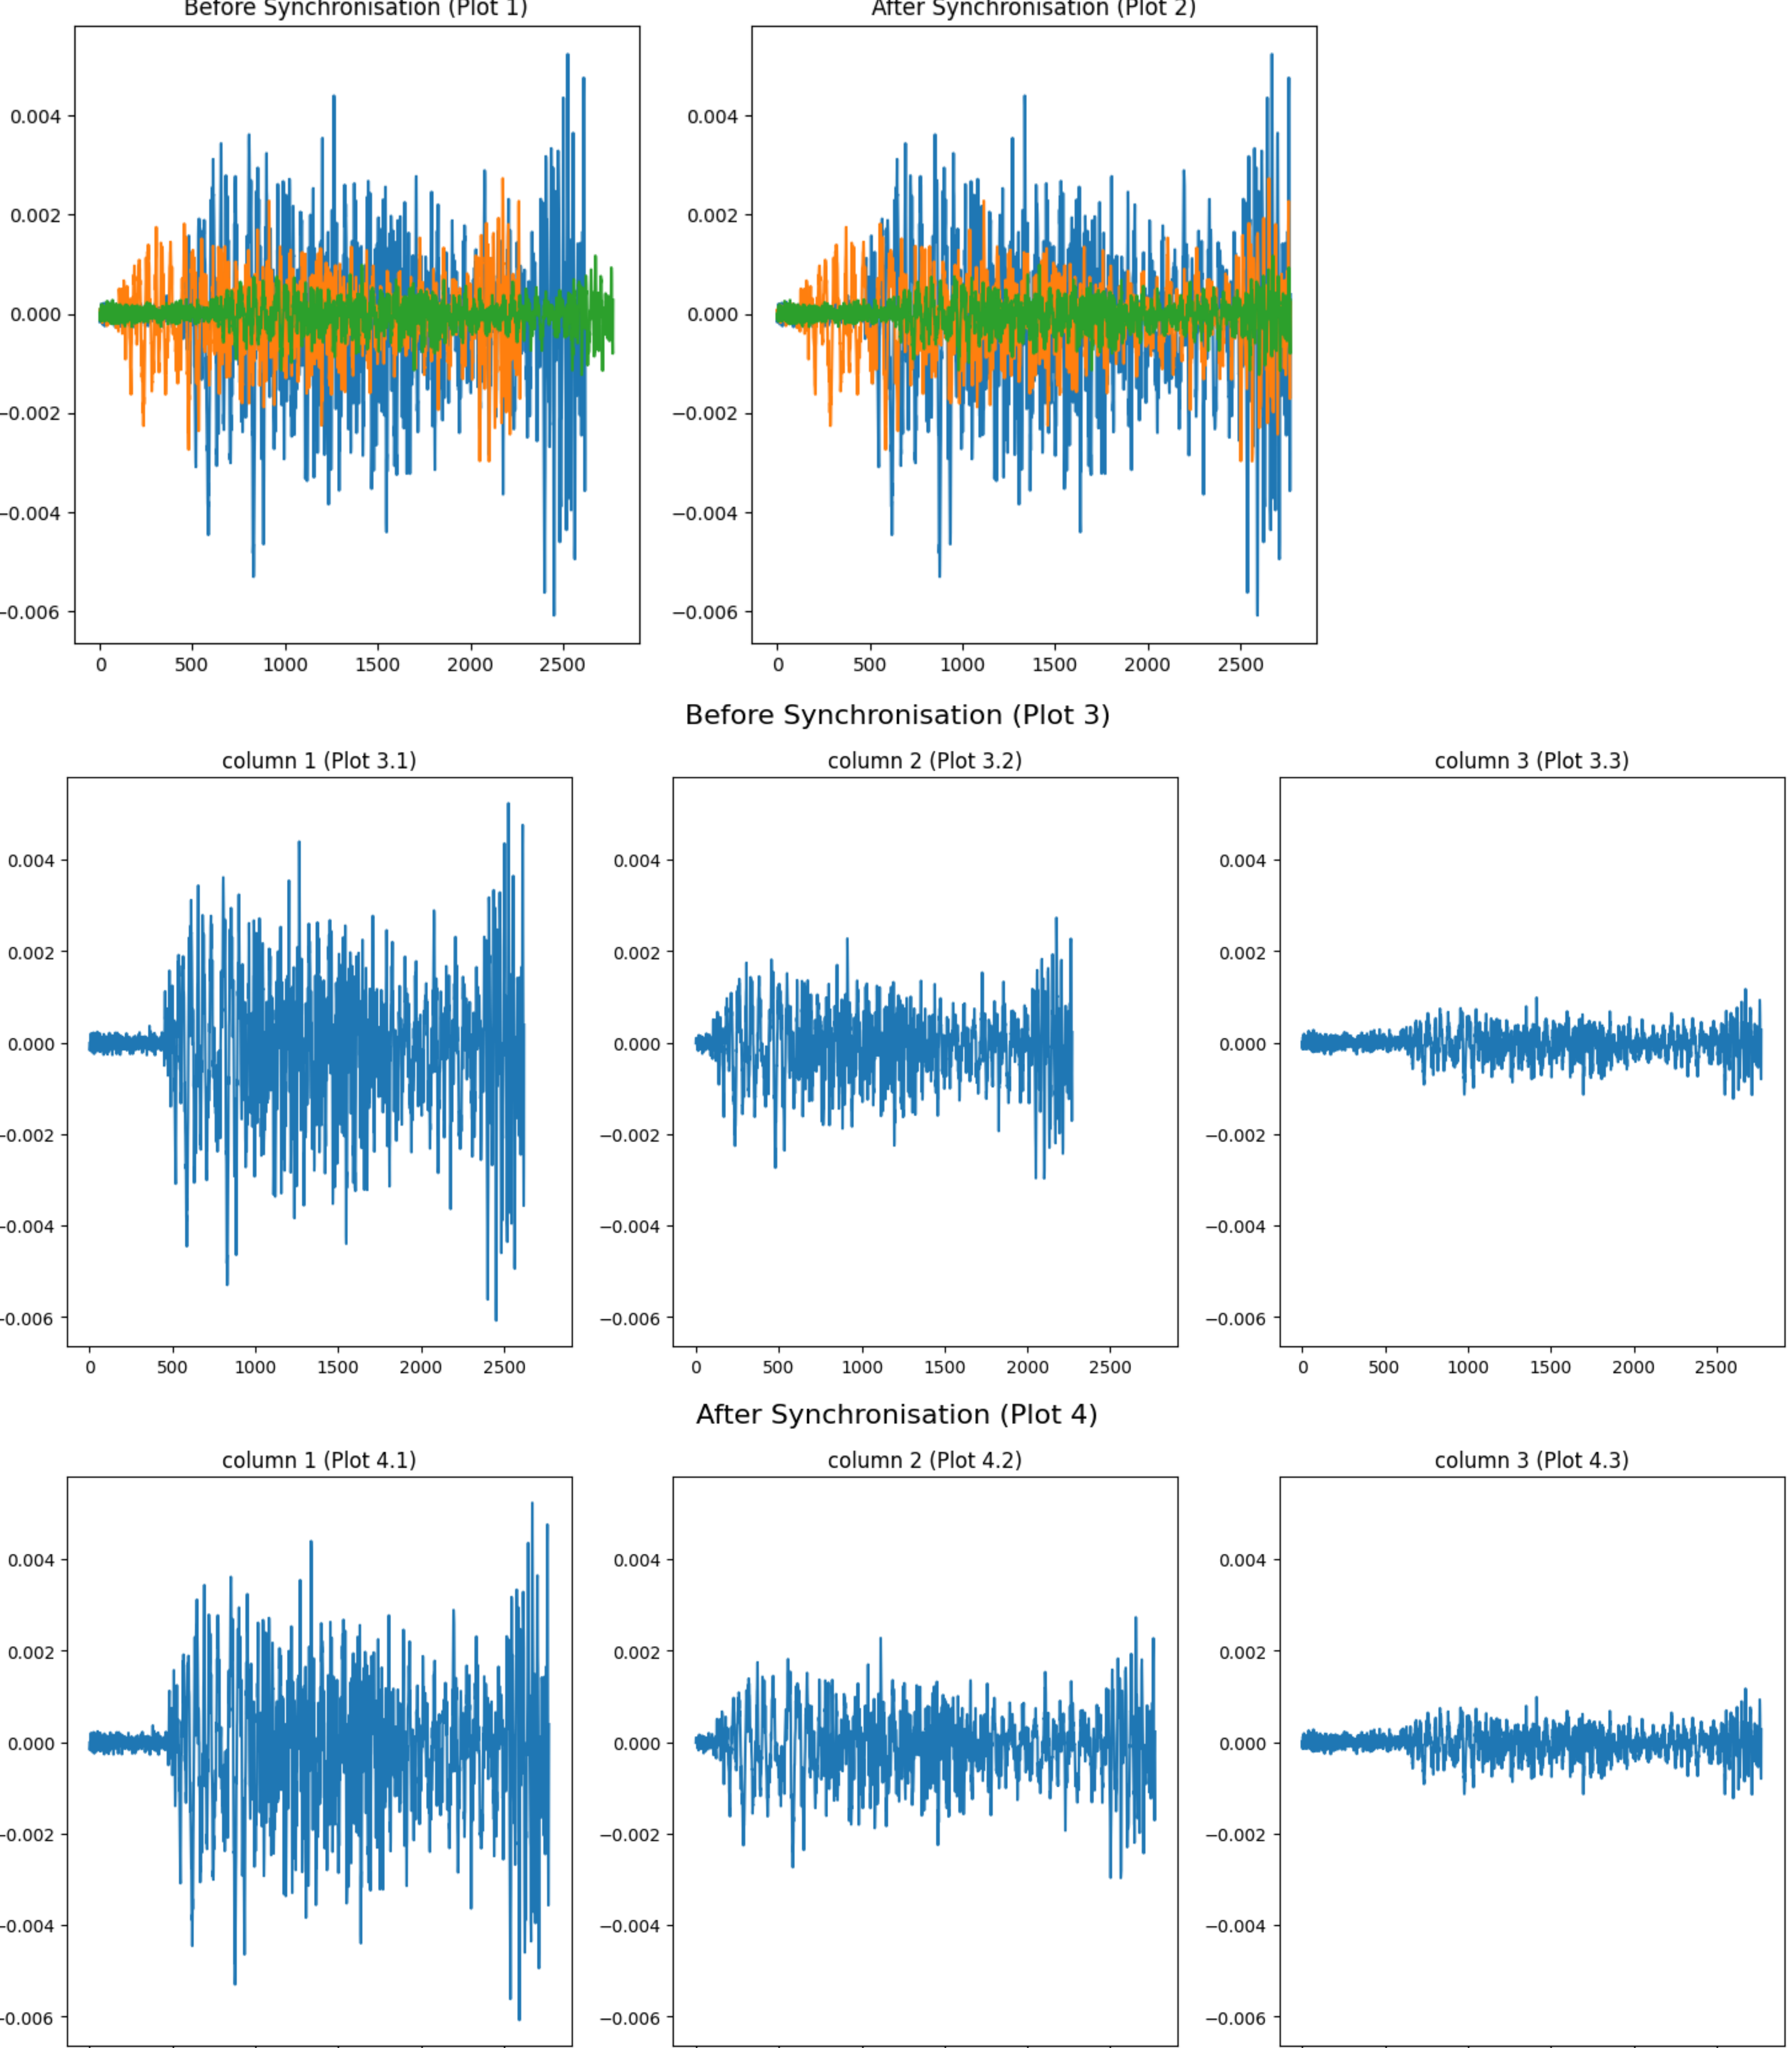 Before Synchronisation (Plot 1) After Synchronisation (Plot 2)
0.004 0.004
0.002 0.002
0.000 0.000
−0.002 −0.002
−0.004 −0.004
−0.006 −0.006
0 500 1000 1500 2000 2500 0 500 1000 1500 2000 2500
Before Synchronisation (Plot 3)
column 1 (Plot 3.1) column 2 (Plot 3.2) column 3 (Plot 3.3)
0.004 0.004 0.004
0.002 0.002 0.002
0.000 0.000 0.000
−0.002 −0.002 −0.002
−0.004 −0.004 −0.004
−0.006 −0.006 −0.006
0 500 1000 1500 2000 2500 0 500 1000 1500 2000 2500 0 500 1000 1500 2000 2500
After Synchronisation (Plot 4)
column 1 (Plot 4.1) column 2 (Plot 4.2) column 3 (Plot 4.3)
0.004 0.004 0.004
0.002 0.002 0.002
0.000 0.000 0.000
−0.002 −0.002 −0.002
−0.004 −0.004 −0.004
−0.006 −0.006 −0.006